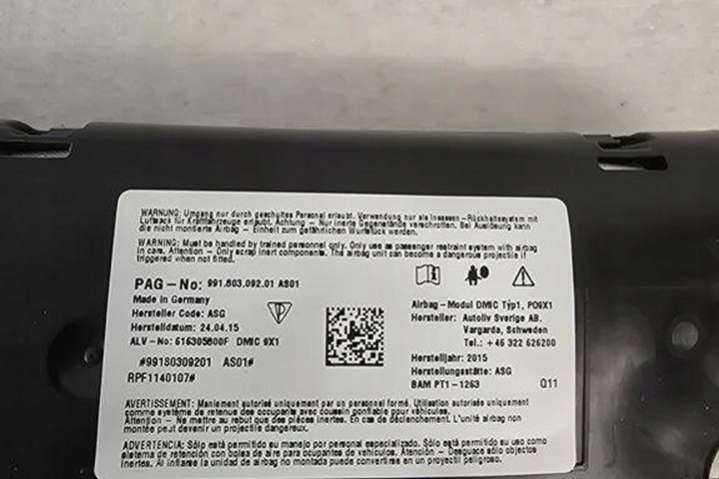 WARNUNG: Umgang nur durch geschultes Personal erlaubt. Verwendung nur als Insassen - Rückhaltesystem mit
Luftsack für Kraftfahrzeuge erlaubt. Achtung - Nur inerte Gegenstände verschrotten. Bei Auslösung kann
die nicht montierte Airbag - Einheit zum gefährlichen Wurfstück werden.
WARNING: Must be handled by trained personnel only. Only use as passenger restraint system with airbag
in cars. Attention - Only scrap inert components. The airbag unit can become a dangerous projectile if
triggered when not fitted.
PAG - No: 991.803.092.01 AS01
Made in Germany
Hersteller Code: ASG
Herstelldatum: 24.04.15
ALV - No: 616305800F DMIC 9X1
#99180309201 AS01#
RPF1140107#
Airbag - Modul DMIC Typ1, PO9X1
Hersteller: Autoliv Sverige AB.
Vargarda, Schweden
Tel.: +46 322 626200
Herstelljahr: 2015
Herstellungsstätte: ASG
BAM PT1 - 1263 Q11
AVERTISSEMENT: Maniement autorisé uniquement par un personnel formé. Utilisation autorisée uniquement
comme système de retenue des occupants avec coussin gonflable pour véhicules.
Attention - Ne mettre au rebut que des pièces inertes. En cas de déclenchement. L'unité airbag non
montée peut devenir un projectile dangereux.
ADVERTENCIA: Sólo está permitido su manejo por personal especializado. Sólo está permitido su uso como
sistema de retención con bolsa de aire para ocupantes de vehículos. Atención - Desguace sólo objetos
inertes. Al inflarse la unidad de airbag no montada puede convertirse en un proyectil peligroso.